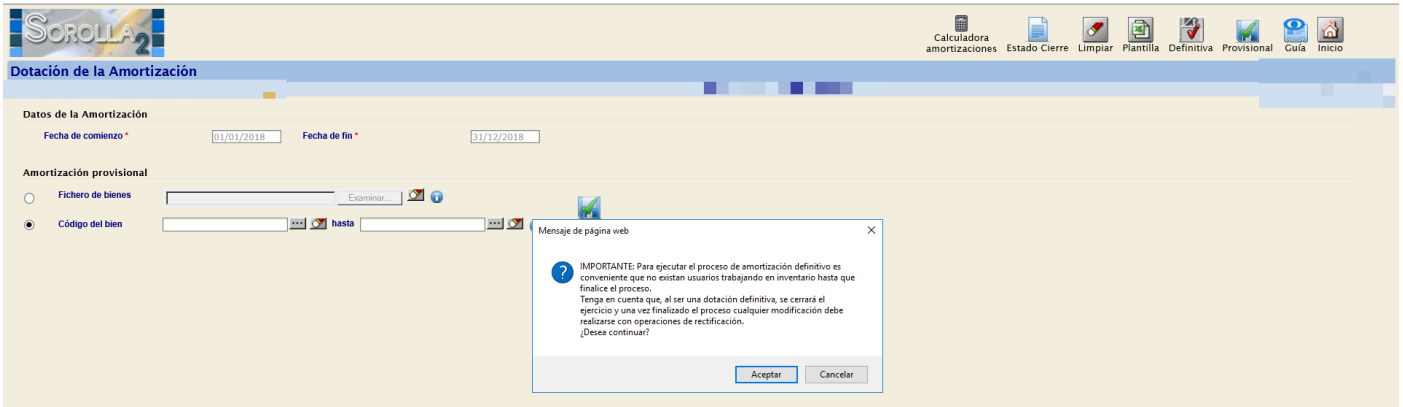 SOROLLA2
Calculadora amortizaciones
Estado Cierre
Limpiar
Plantilla
Definitiva
Provisional
Guía
Inicio
Dotación de la Amortización
Datos de la Amortización
Fecha de comienzo * 01/01/2018 Fecha de fin * 31/12/2018
Amortización provisional
Fichero de bienes Examinar...
Código del bien ... hasta ...
Mensaje de página web
IMPORTANTE: Para ejecutar el proceso de amortización definitivo es
conveniente que no existan usuarios trabajando en inventario hasta que
finalice el proceso.
Tenga en cuenta que, al ser una dotación definitiva, se cerrará el
ejercicio y una vez finalizado el proceso cualquier modificación debe
realizarse con operaciones de rectificación.
¿Desea continuar?
Aceptar Cancelar